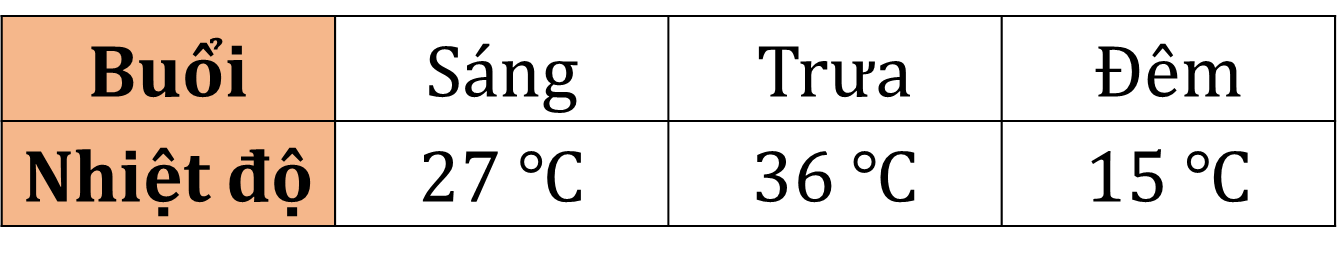 Buổi Sáng Trưa Đêm
Nhiệt độ 27 °C 36 °C 15 °C